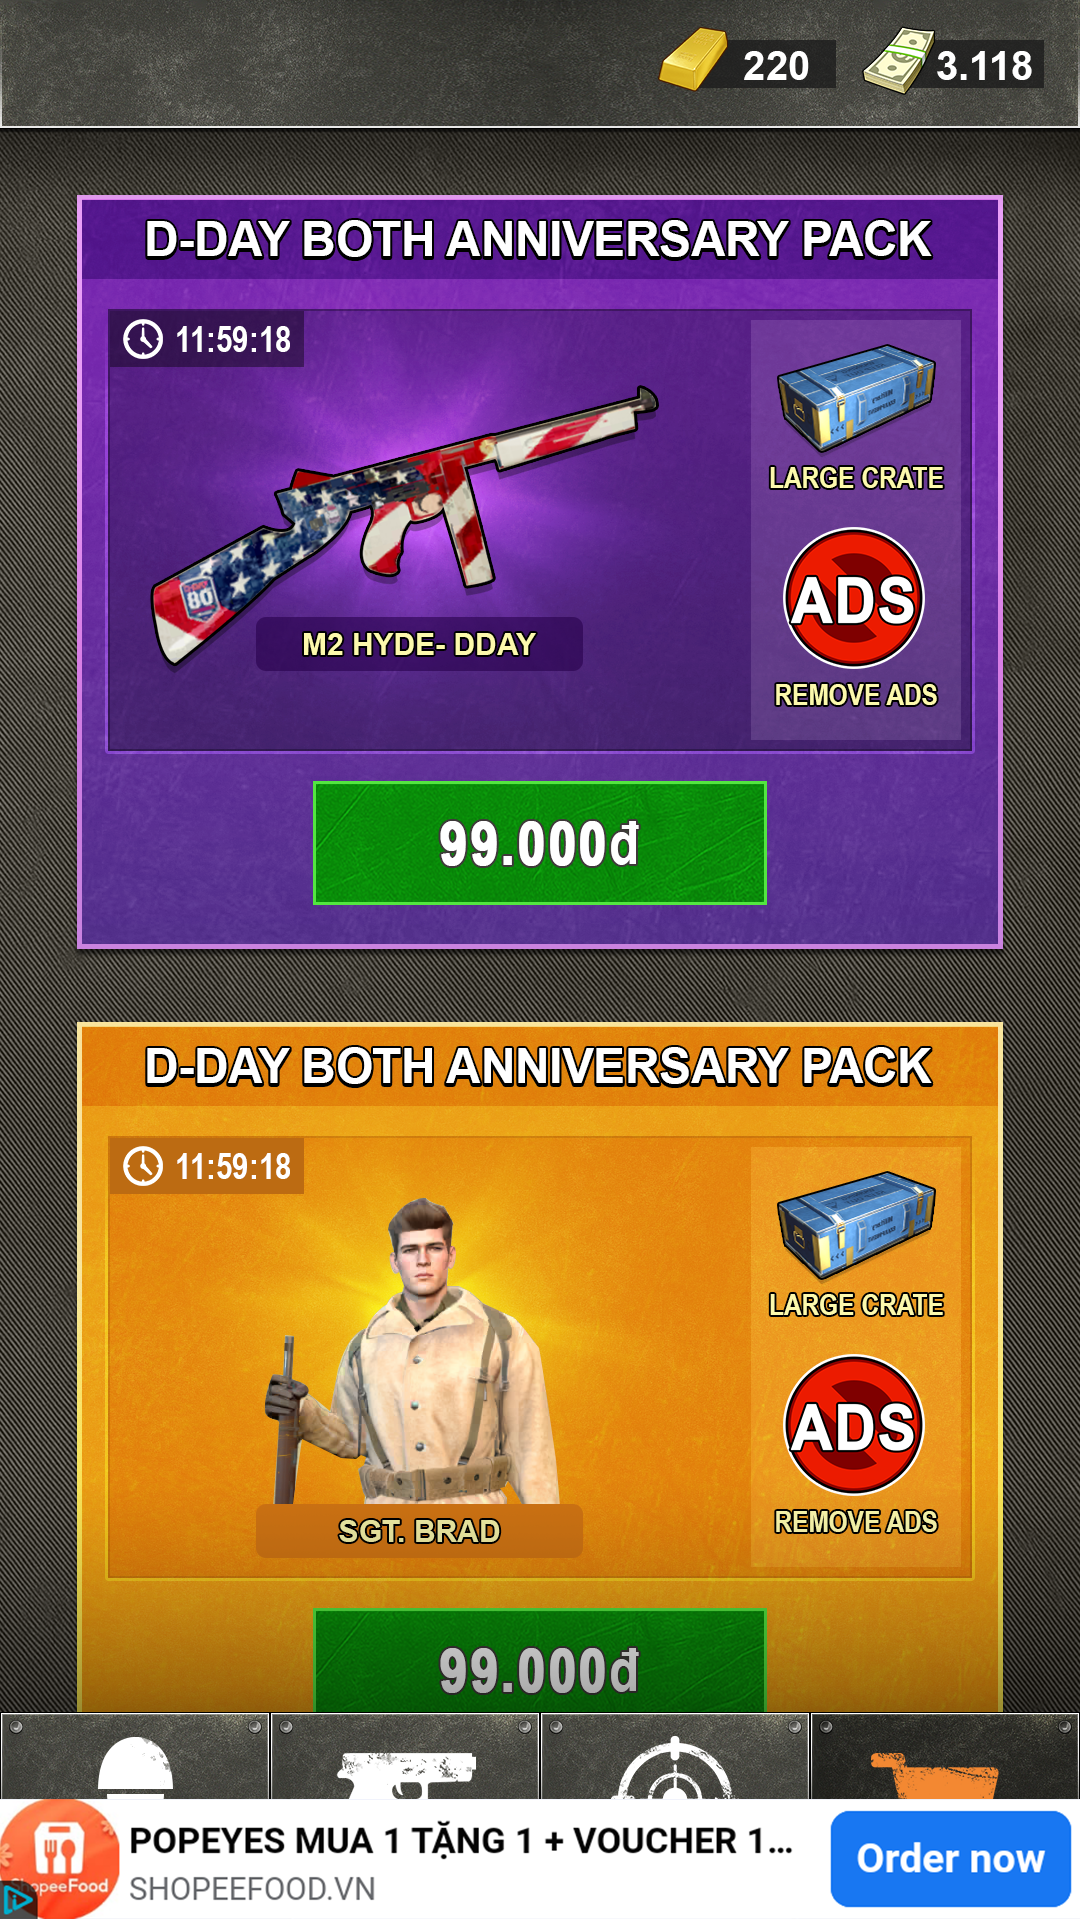 220
3.118
D-DAY BOTH ANNIVERSARY PACK
11:59:18
80
LARGE CRATE
ADS
M2 HYDE- DDAY
REMOVE ADS
99.000đ
D-DAY BOTH ANNIVERSARY PACK
11:59:18
LARGE CRATE
ADS
REMOVE ADS
SGT. BRAD
99.000đ
POPEYES MUA 1 TẶNG 1 + VOUCHER 1...
SHOPEEFOOD.VN
Order now